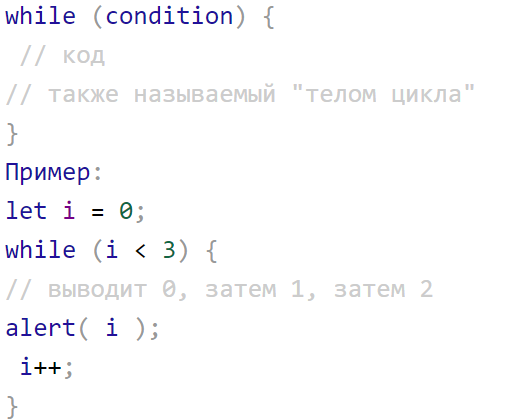 while (condition) {
// код
// также называемый "телом цикла"
}
Пример:
let i = 0;
while (i < 3) {
// выводит 0, затем 1, затем 2
alert( i );
i++;
}